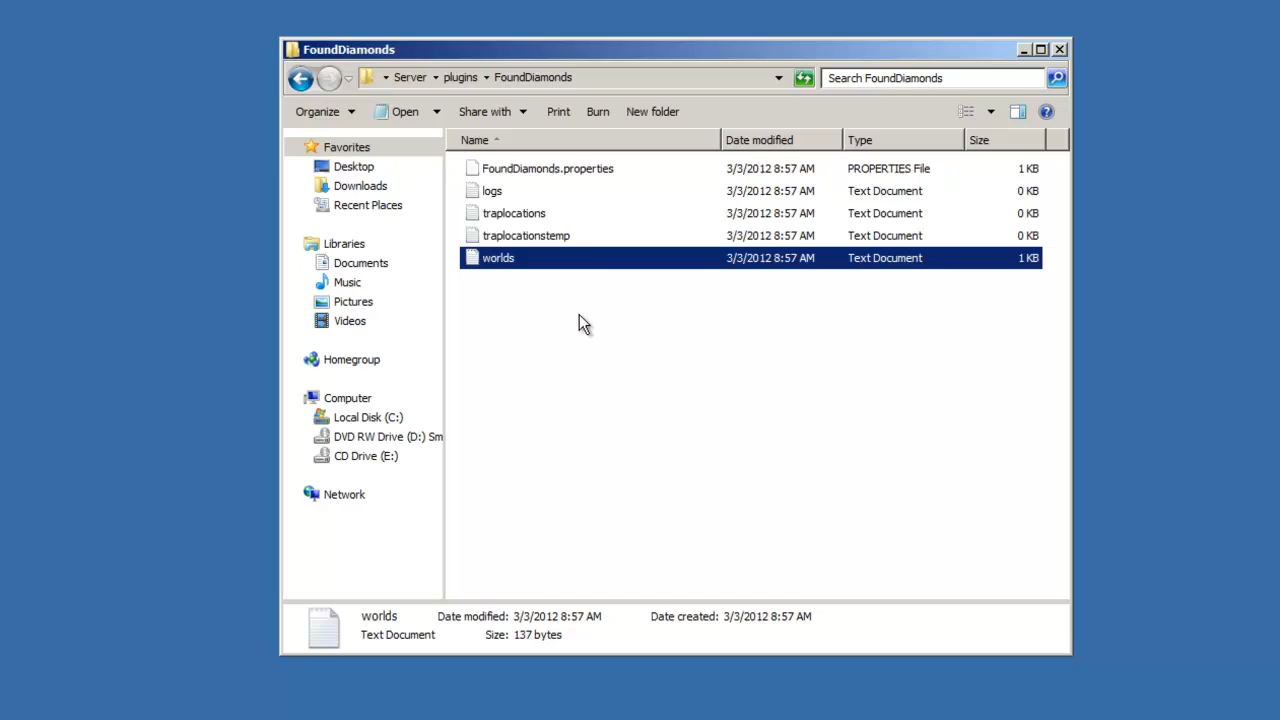 FoundDiamonds
Server plugins FoundDiamonds Search FoundDiamonds
Organize Open Share with Print Burn New folder
Favorites
Desktop
Downloads
Recent Places
Libraries
Documents
Music
Pictures
Videos
Homegroup
Computer
Local Disk (C:)
DVD RW Drive (D:) Sm
CD Drive (E:)
Network
Name Date modified Type Size
FoundDiamonds.properties 3/3/2012 8:57 AM PROPERTIES File 1 KB
logs 3/3/2012 8:57 AM Text Document 0 KB
traplocations 3/3/2012 8:57 AM Text Document 0 KB
traplocationstemp 3/3/2012 8:57 AM Text Document 0 KB
worlds 3/3/2012 8:57 AM Text Document 1 KB
worlds Date modified: 3/3/2012 8:57 AM Date created: 3/3/2012 8:57 AM
Text Document Size: 137 bytes